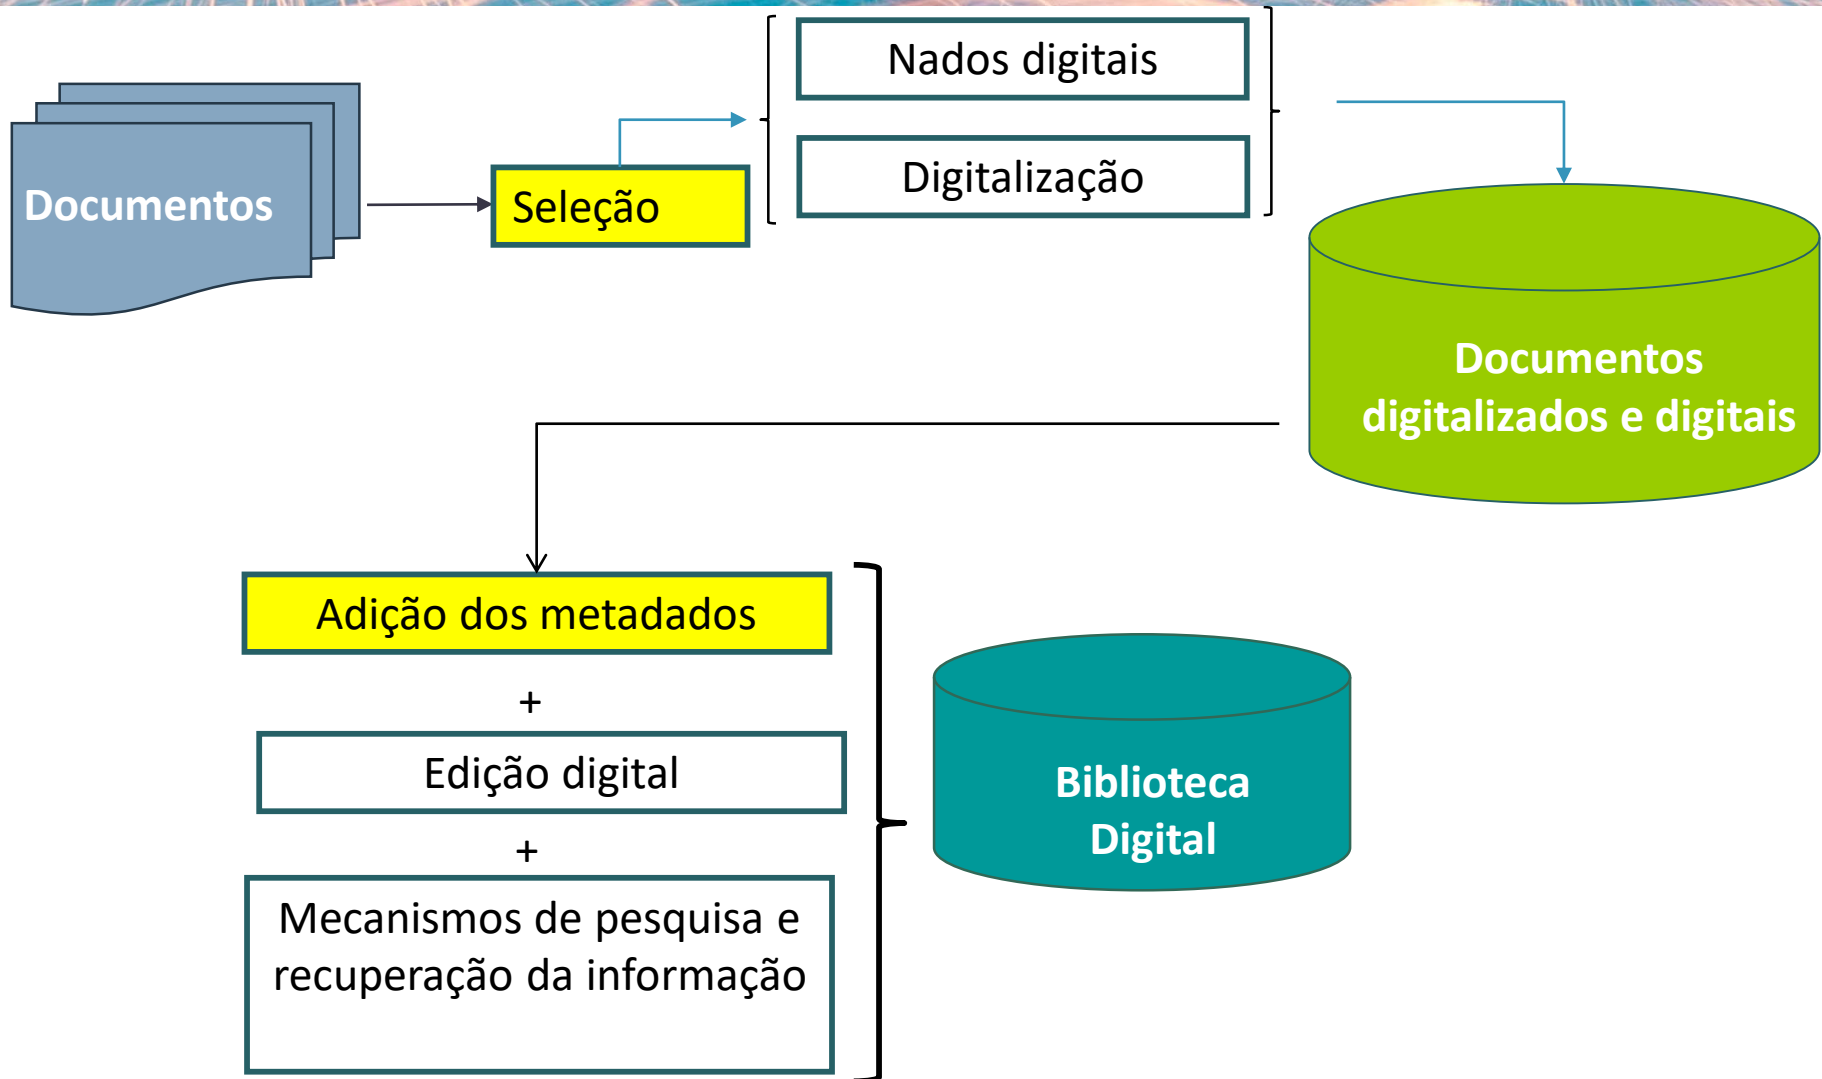 Nados digitais
Documentos
Seleção
Digitalização
Documentos
digitalizados e digitais
Adição dos metadados
+
Edição digital
+
Mecanismos de pesquisa e
recuperação da informação
Biblioteca
Digital